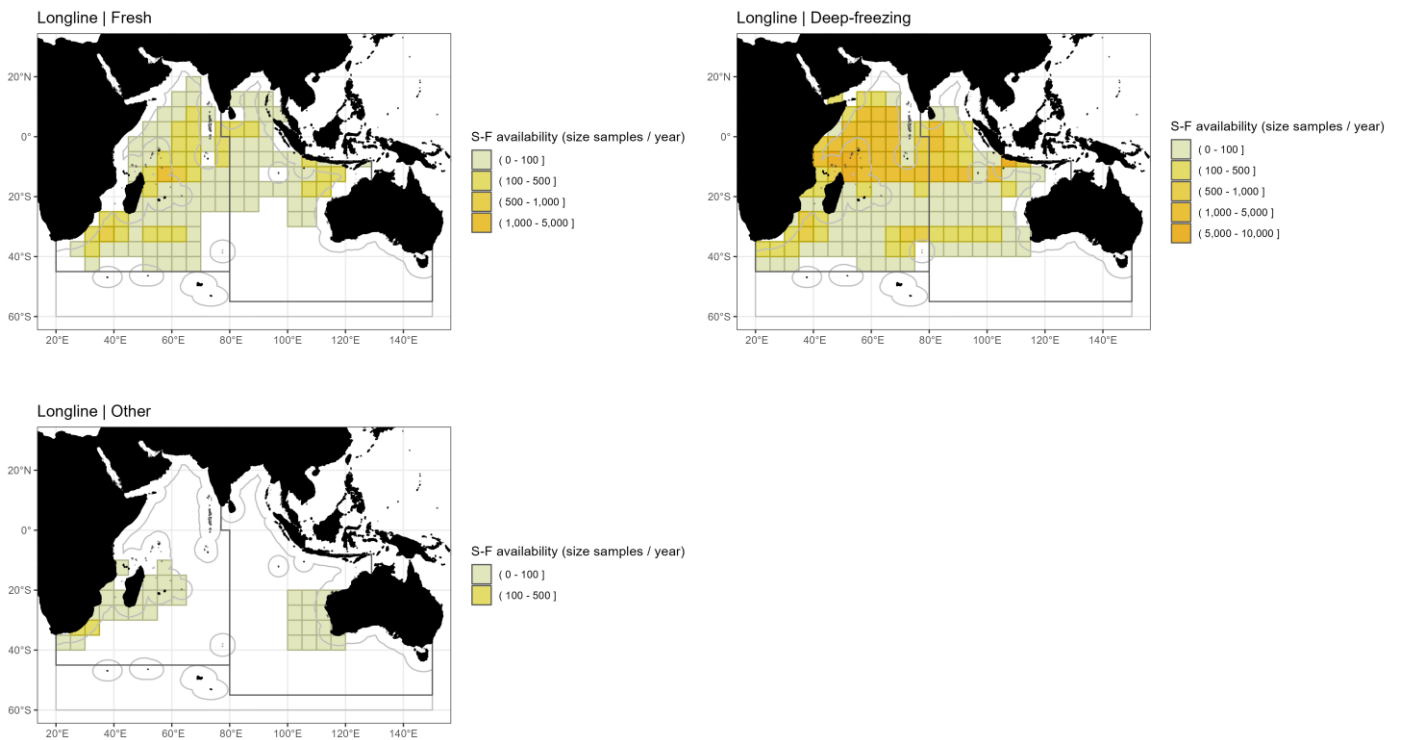 Longline | Fresh
20°N
0°
20°S
40°S
60°S
20°E 40°E 60°E 80°E 100°E 120°E 140°E
S-F availability (size samples / year)
( 0 - 100 ]
( 100 - 500 ]
( 500 - 1,000 ]
( 1,000 - 5,000 ]
Longline | Deep-freezing
20°N
0°
20°S
40°S
60°S
20°E 40°E 60°E 80°E 100°E 120°E 140°E
S-F availability (size samples / year)
( 0 - 100 ]
( 100 - 500 ]
( 500 - 1,000 ]
( 1,000 - 5,000 ]
( 5,000 - 10,000 ]
Longline | Other
20°N
0°
20°S
40°S
60°S
20°E 40°E 60°E 80°E 100°E 120°E 140°E
S-F availability (size samples / year)
( 0 - 100 ]
( 100 - 500 ]